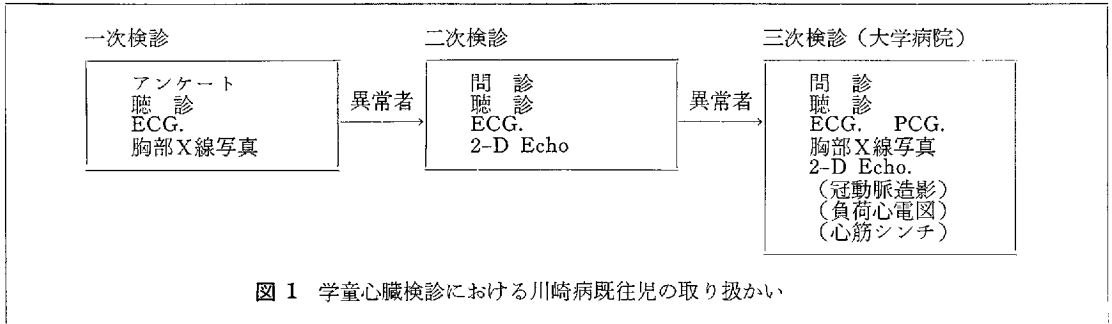 一次検診
アンケート
聴 診
ECG.
胸部X線写真
異常者
二次検診
問 診
聴 診
ECG.
2-D Echo
異常者
三次検診（大学病院）
問 診
聴 診
ECG. PCG.
胸部X線写真
2-D Echo.
（冠動脈造影）
（負荷心電図）
（心筋シンチ）
図 1 学童心臓検診における川崎病既往児の取り扱かい